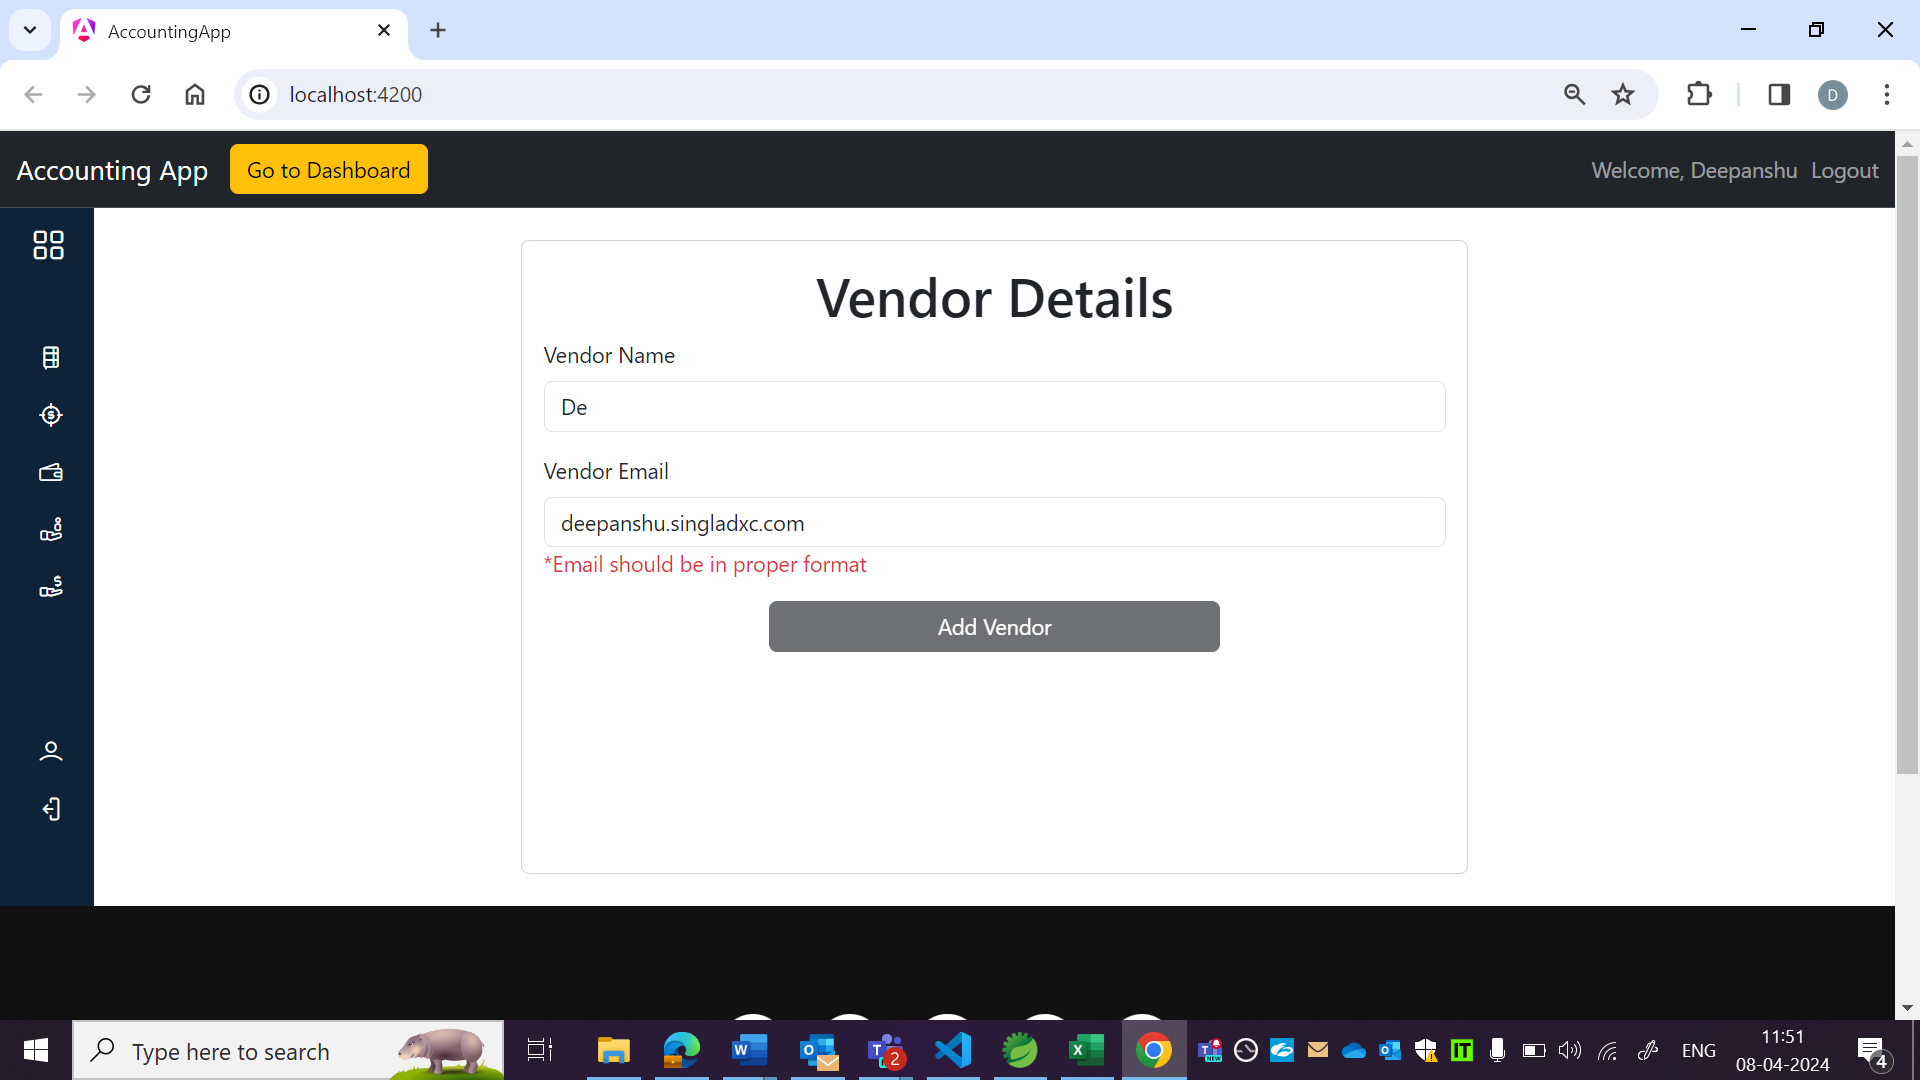 AccountingApp
localhost:4200
D
Accounting App Go to Dashboard Welcome, Deepanshu Logout
Vendor Details
Vendor Name
De
Vendor Email
deepanshu.singladxc.com
*Email should be in proper format
Add Vendor
Type here to search
2
ENG
11:51
08-04-2024
4